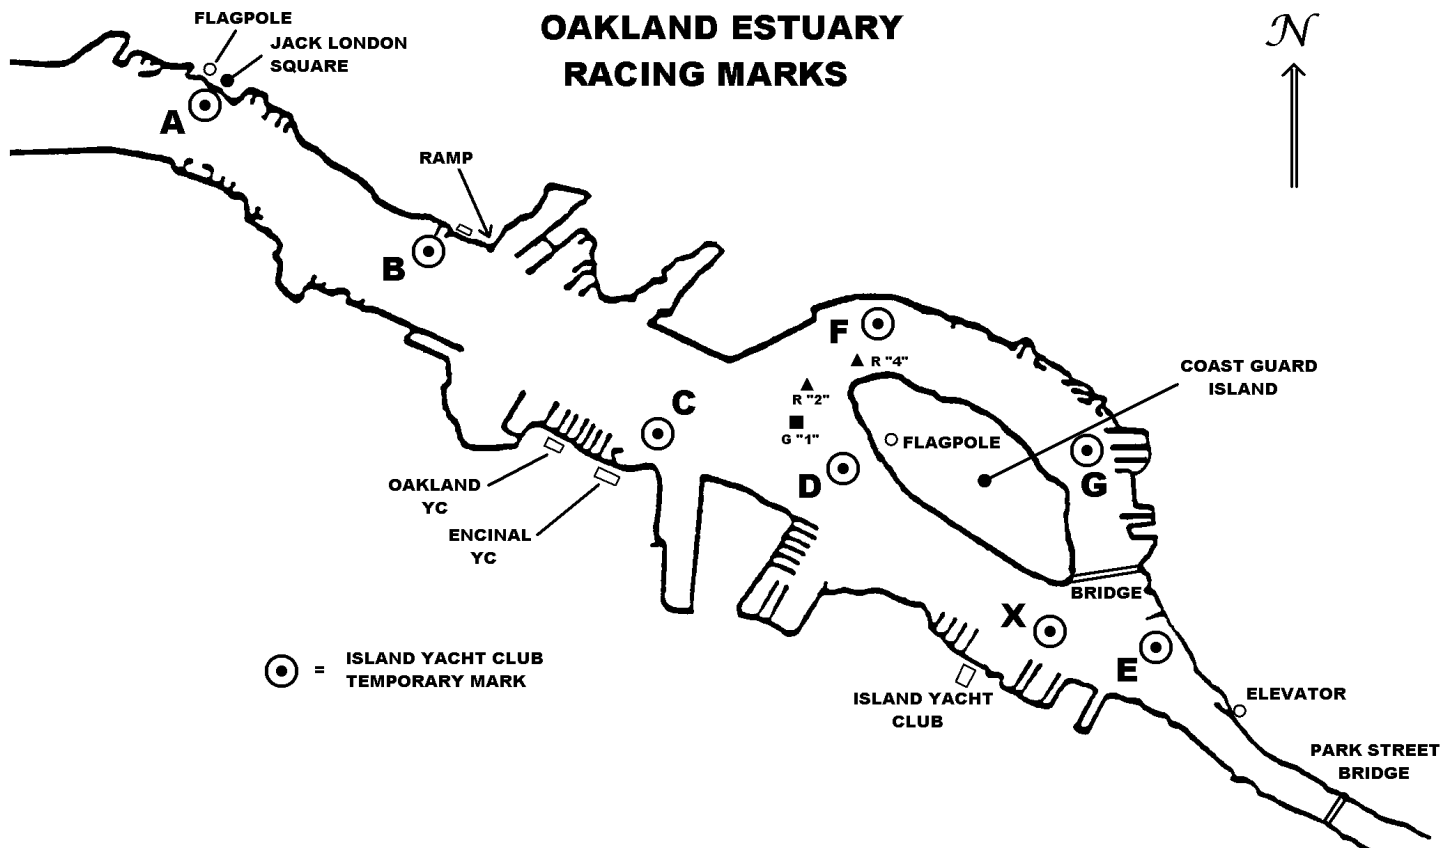 OAKLAND ESTUARY
RACING MARKS
N
FLAGPOLE
JACK LONDON
SQUARE
A
RAMP
B
F
R "4"
COAST GUARD
ISLAND
R "2"
C
G "1"
FLAGPOLE
D
G
OAKLAND
YC
ENCINAL
YC
BRIDGE
X
E
= ISLAND YACHT CLUB
TEMPORARY MARK
ISLAND YACHT
CLUB
ELEVATOR
PARK STREET
BRIDGE